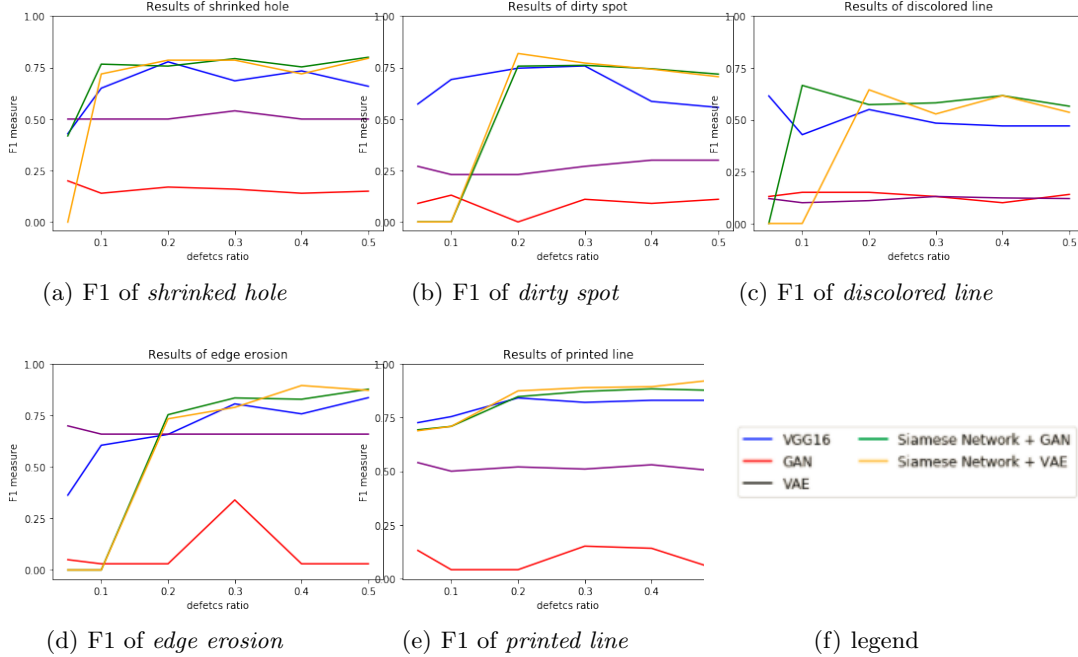 Results of shrinked hole
1.00
0.75
0.50
0.25
0.00
F1 measure
0.1 0.2 0.3 0.4 0.5
defetcs ratio
(a) F1 of shrinked hole
Results of dirty spot
1.00
0.75
0.50
0.25
0.00
F1 measure
0.1 0.2 0.3 0.4 0.5
defetcs ratio
(b) F1 of dirty spot
Results of discolored line
1.00
0.75
0.50
0.25
0.00
F1 measure
0.1 0.2 0.3 0.4 0.5
defetcs ratio
(c) F1 of discolored line
Results of edge erosion
1.00
0.75
0.50
0.25
0.00
F1 measure
0.1 0.2 0.3 0.4 0.5
defetcs ratio
(d) F1 of edge erosion
Results of printed line
1.00
0.75
0.50
0.25
0.00
F1 measure
0.1 0.2 0.3 0.4
defetcs ratio
(e) F1 of printed line
VGG16
GAN
VAE
Siamese Network + GAN
Siamese Network + VAE
(f) legend